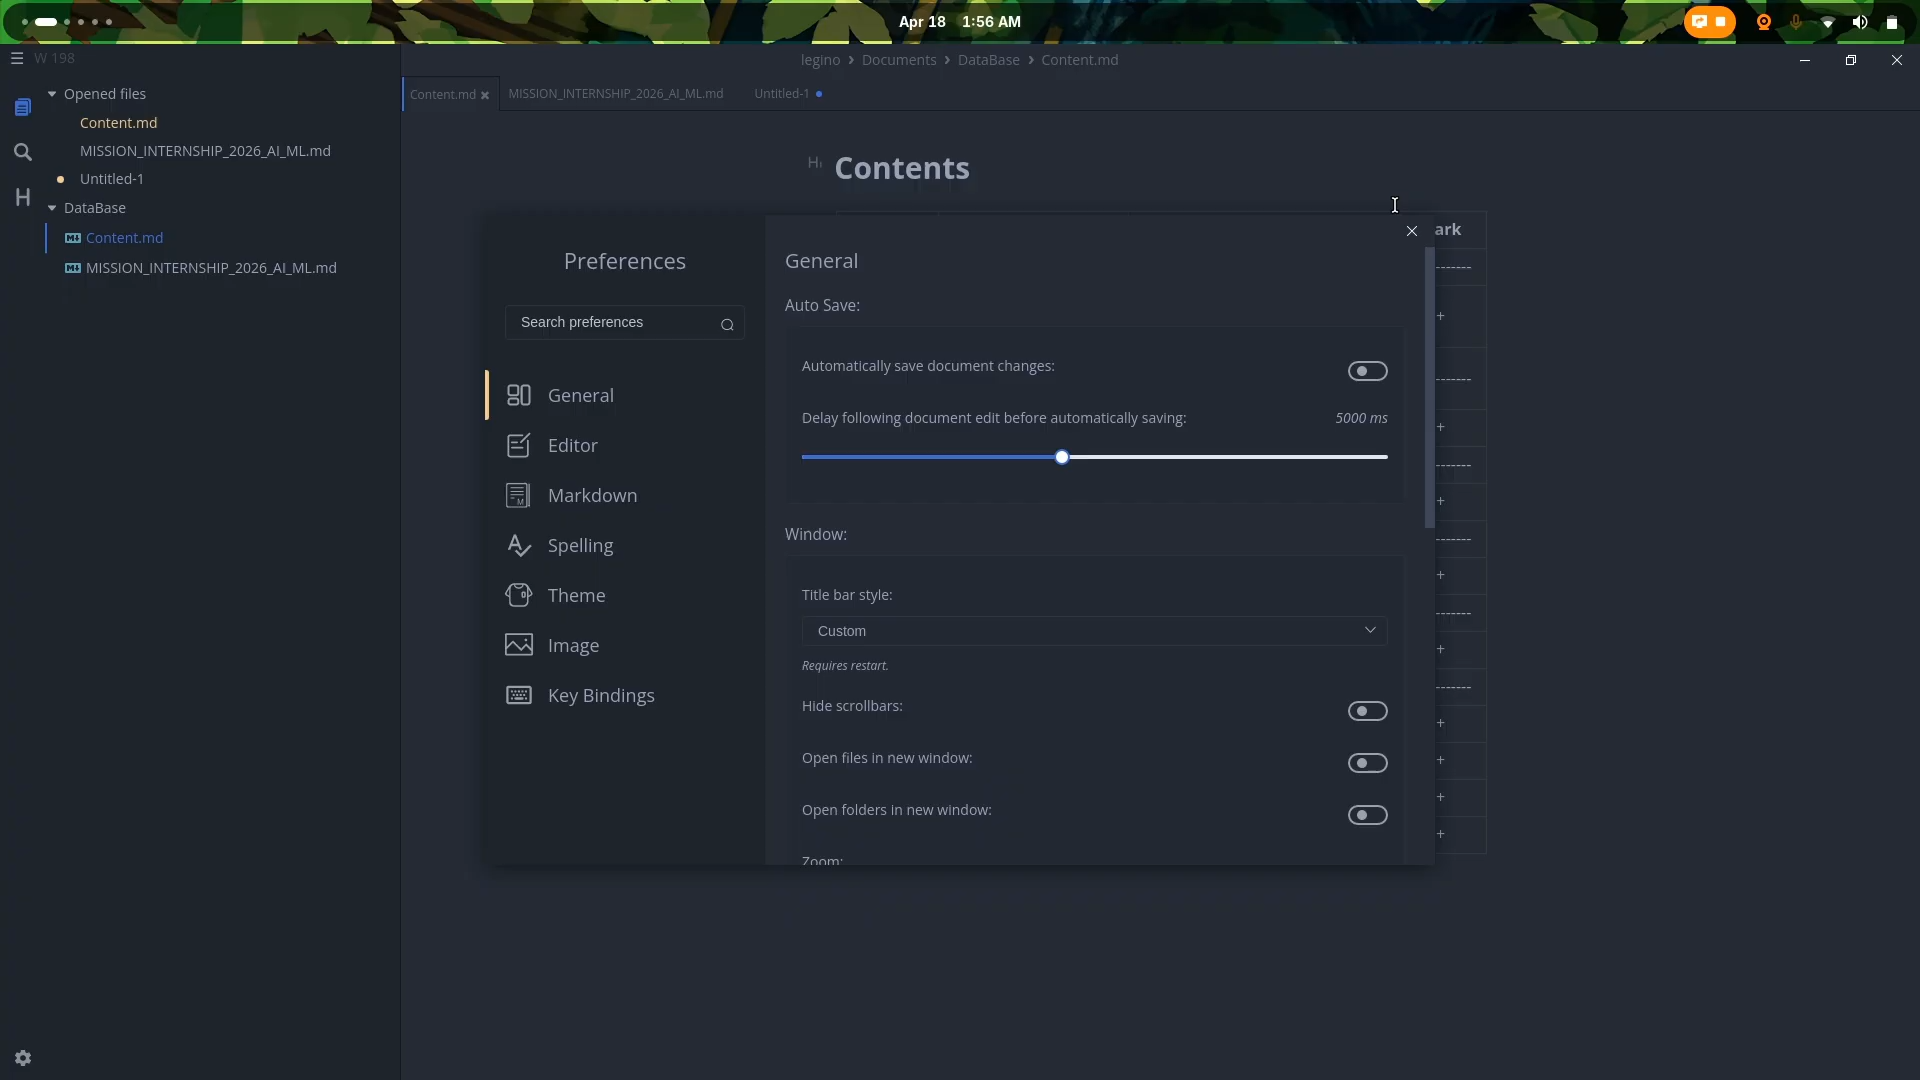 Apr 18 1:56 AM
W 198
legino › Documents › DataBase › Content.md
Opened files
Content.md
MISSION_INTERNSHIP_2026_AI_ML.md
Untitled-1
DataBase
Content.md
MISSION_INTERNSHIP_2026_AI_ML.md
Content.md
MISSION_INTERNSHIP_2026_AI_ML.md
Untitled-1
H1 Contents
ark
Preferences
Search preferences
General
Editor
Markdown
Spelling
Theme
Image
Key Bindings
General
Auto Save:
Automatically save document changes:
Delay following document edit before automatically saving: 5000 ms
Window:
Title bar style:
Custom
Requires restart.
Hide scrollbars:
Open files in new window:
Open folders in new window:
Zoom:
-------
+
-------
+
-------
+
-------
+
-------
+
-------
+
+
+
+